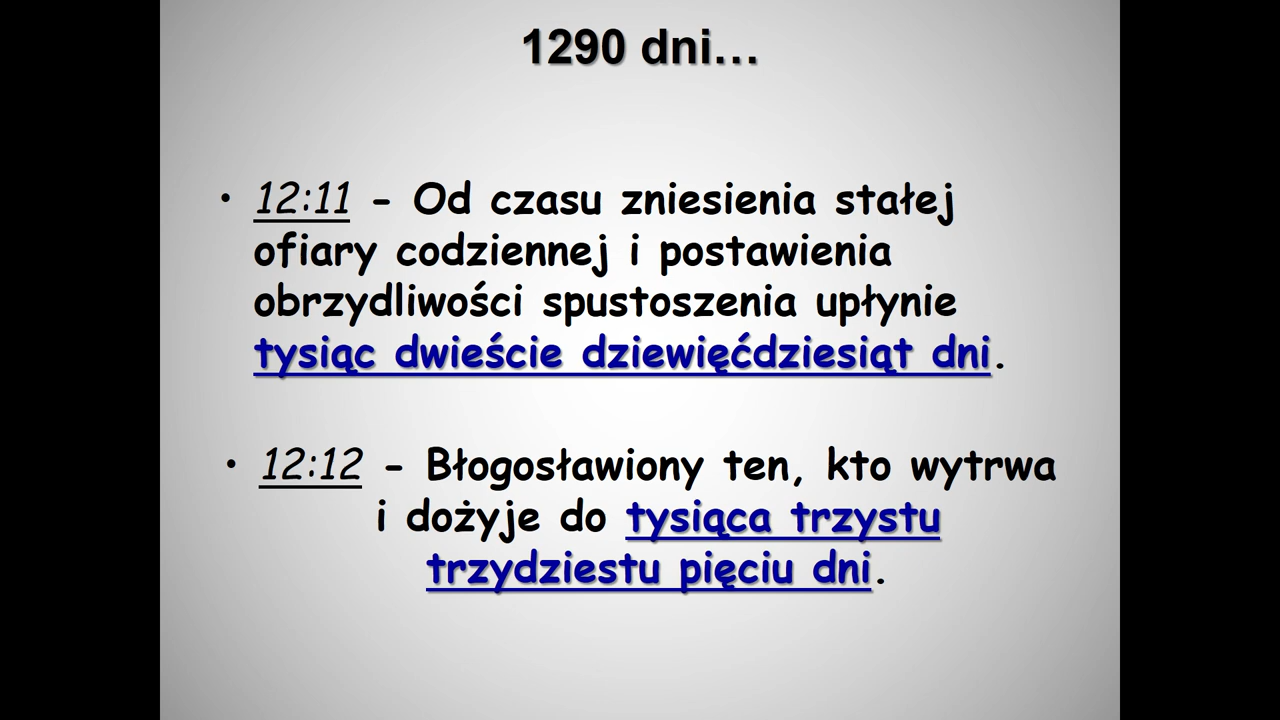 1290 dni…
• 12:11 - Od czasu zniesienia stałej
ofiary codziennej i postawienia
obrzydliwości spustoszenia upłynie
tysiąc dwieście dziewięćdziesiąt dni.
• 12:12 - Błogosławiony ten, kto wytrwa
i dożyje do tysiąca trzystu
trzydziestu pięciu dni.